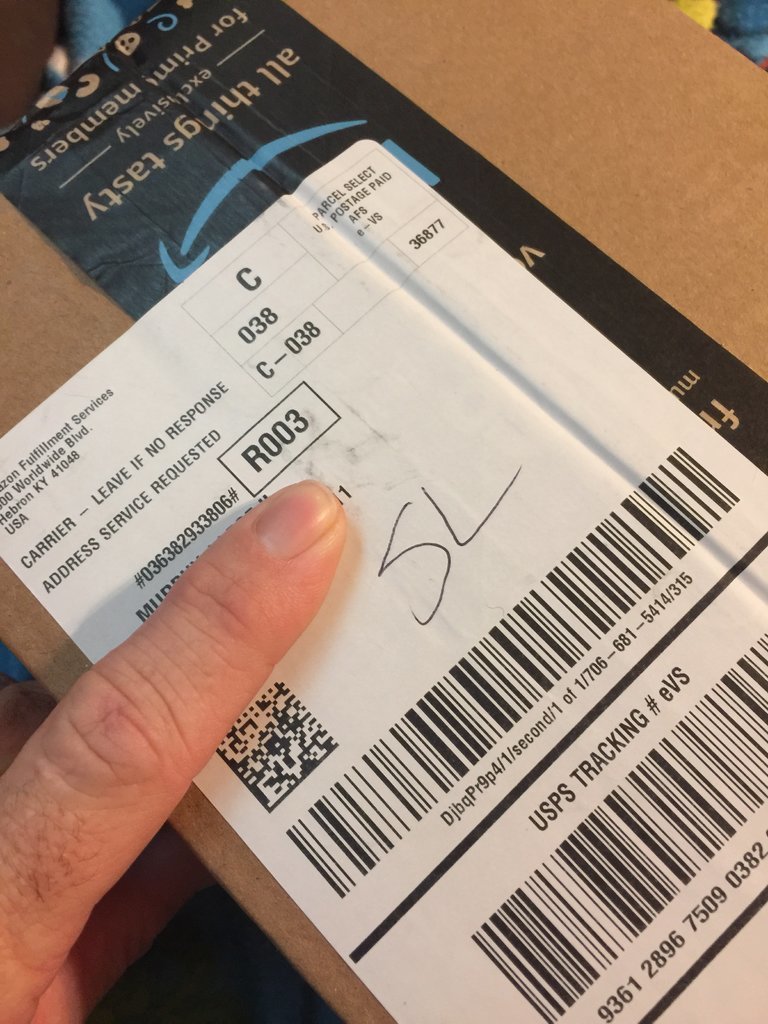 all things tasty
exclusively
for Prime members
PARCEL SELECT
U.S. POSTAGE PAID
AFS
e-VS
36877
C
038
C-038
Fulfillment Services
Worldwide Blvd.
Hebron KY 41048
USA
CARRIER - LEAVE IF NO RESPONSE
ADDRESS SERVICE REQUESTED
R003
#036382933806#
SL
DjbqPr9p4/1/second/1 of 1/706-681-5414/315
USPS TRACKING # eVS
9361 2896 7509 0382